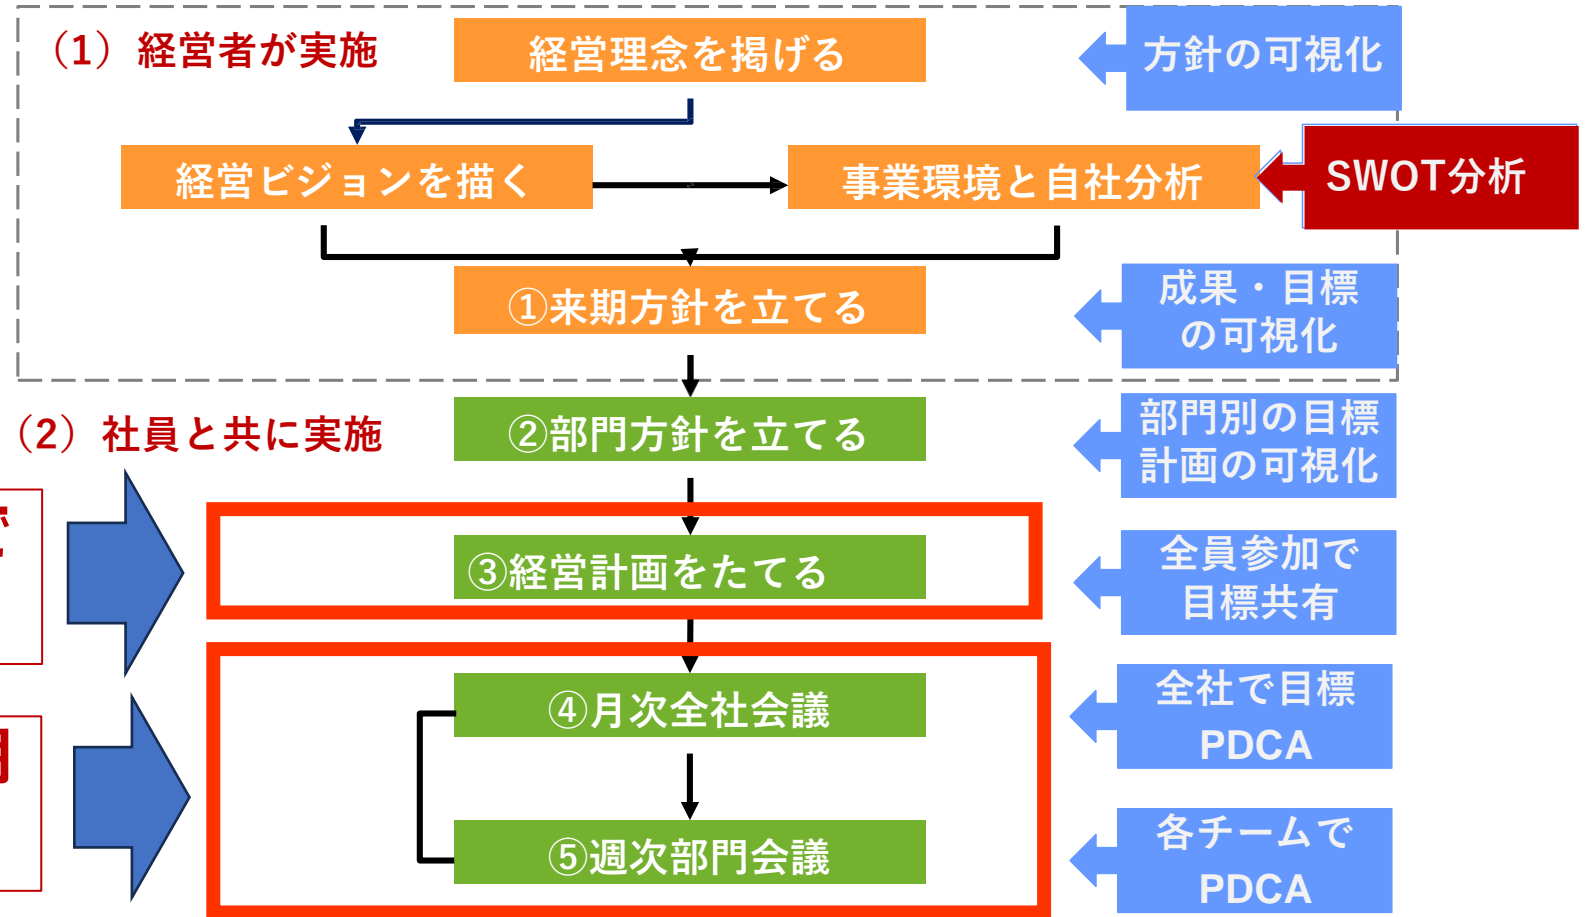 （1）経営者が実施
経営理念を掲げる
方針の可視化
経営ビジョンを描く
事業環境と自社分析
SWOT分析
①来期方針を立てる
成果・目標
の可視化
（2）社員と共に実施
②部門方針を立てる
部門別の目標
計画の可視化
③経営計画をたてる
全員参加で
目標共有
④月次全社会議
全社で目標
PDCA
⑤週次部門会議
各チームで
PDCA